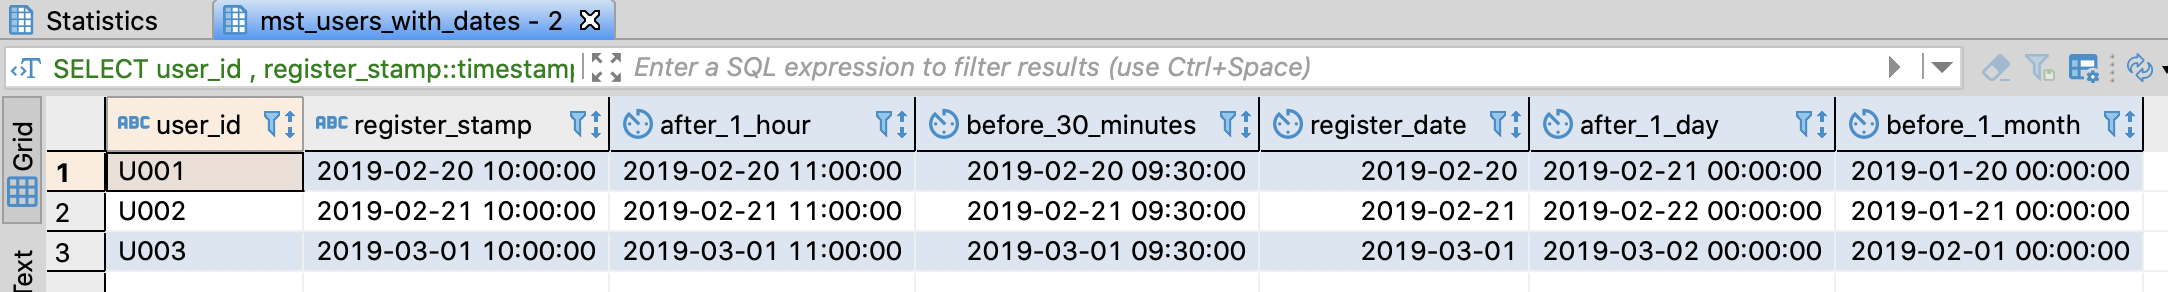 Statistics mst_users_with_dates - 2
SELECT user_id , register_stamp::timestamp Enter a SQL expression to filter results (use Ctrl+Space)
Grid
Text
ABC user_id ABC register_stamp after_1_hour before_30_minutes register_date after_1_day before_1_month
1 U001 2019-02-20 10:00:00 2019-02-20 11:00:00 2019-02-20 09:30:00 2019-02-20 2019-02-21 00:00:00 2019-01-20 00:00:00
2 U002 2019-02-21 10:00:00 2019-02-21 11:00:00 2019-02-21 09:30:00 2019-02-21 2019-02-22 00:00:00 2019-01-21 00:00:00
3 U003 2019-03-01 10:00:00 2019-03-01 11:00:00 2019-03-01 09:30:00 2019-03-01 2019-03-02 00:00:00 2019-02-01 00:00:00